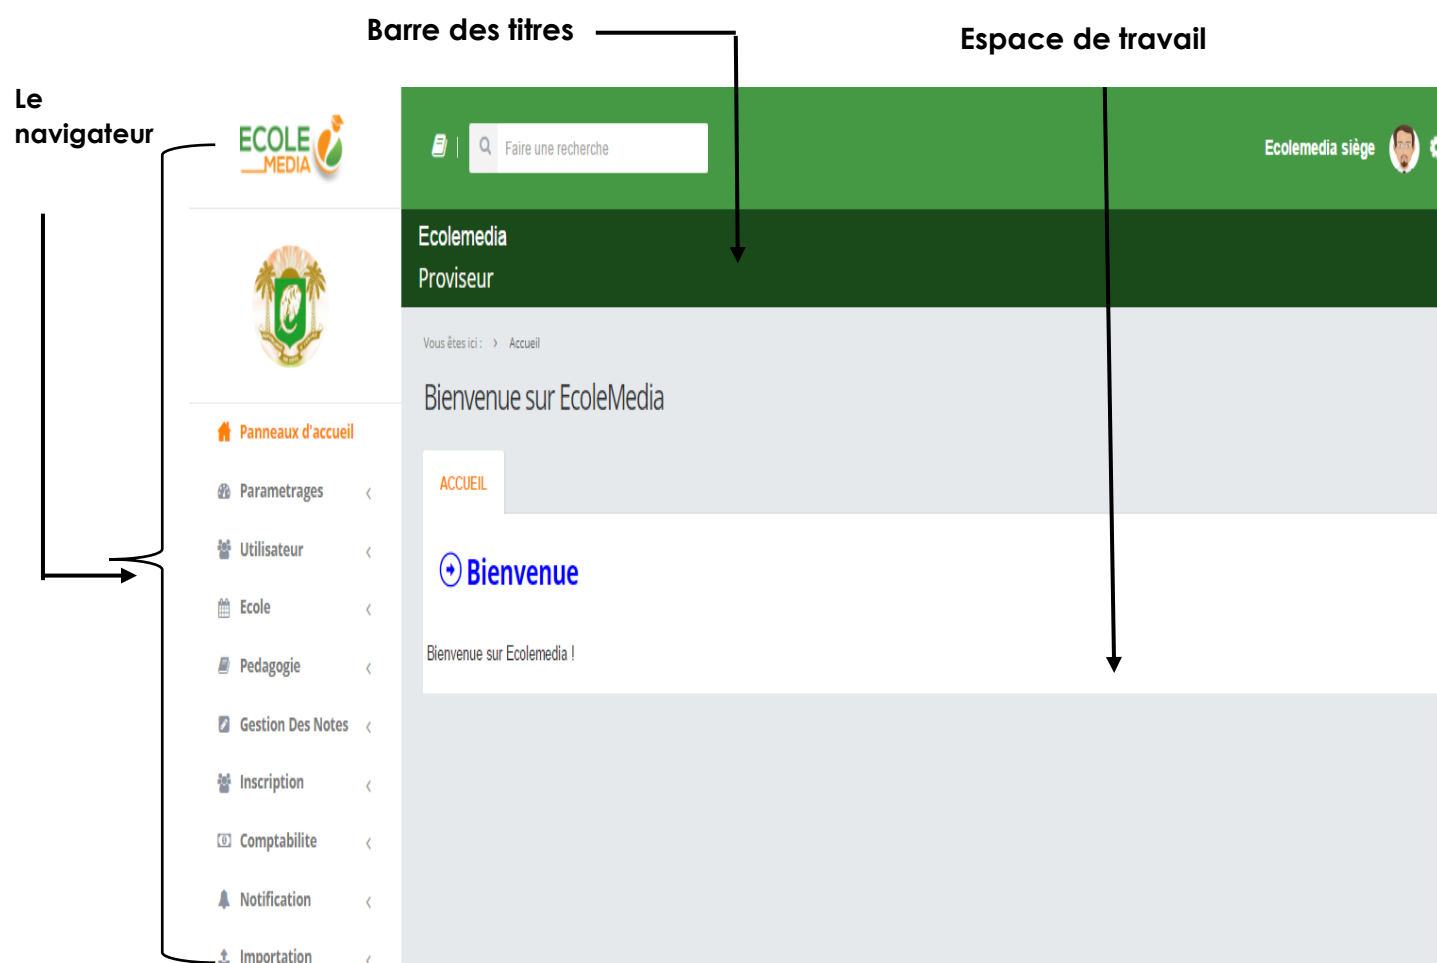 Barre des titres
Espace de travail
Le
navigateur
ECOLE
MEDIA
Faire une recherche
Ecolemedia siège
Ecolemedia
Proviseur
Vous êtes ici : > Accueil
Bienvenue sur EcoleMedia
Panneaux d'accueil
ACCUEIL
Parametrages
Utilisateur
Bienvenue
Ecole
Bienvenue sur Ecolemedia !
Pedagogie
Gestion Des Notes
Inscription
Comptabilite
Notification
Importation